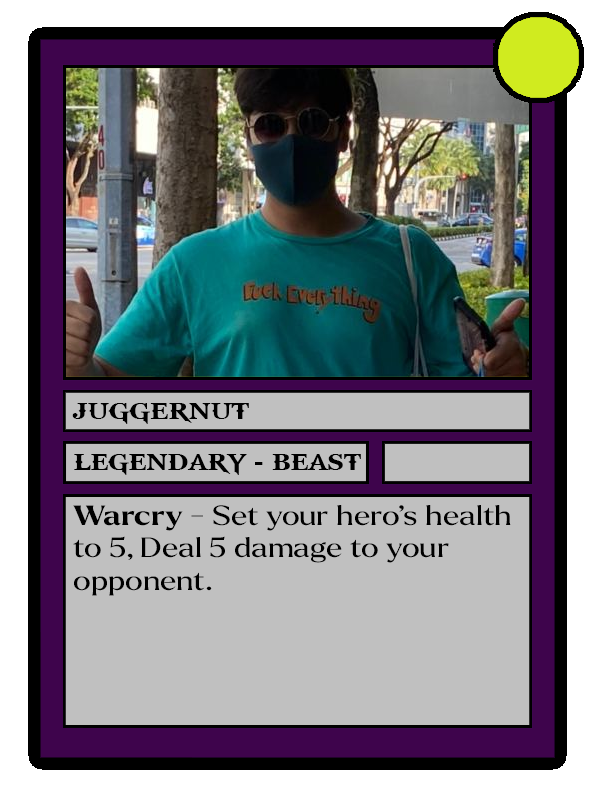 40
Fuck Everything
JUGGERNUT
LEGENDARY - BEAST
Warcry – Set your hero's health
to 5, Deal 5 damage to your
opponent.